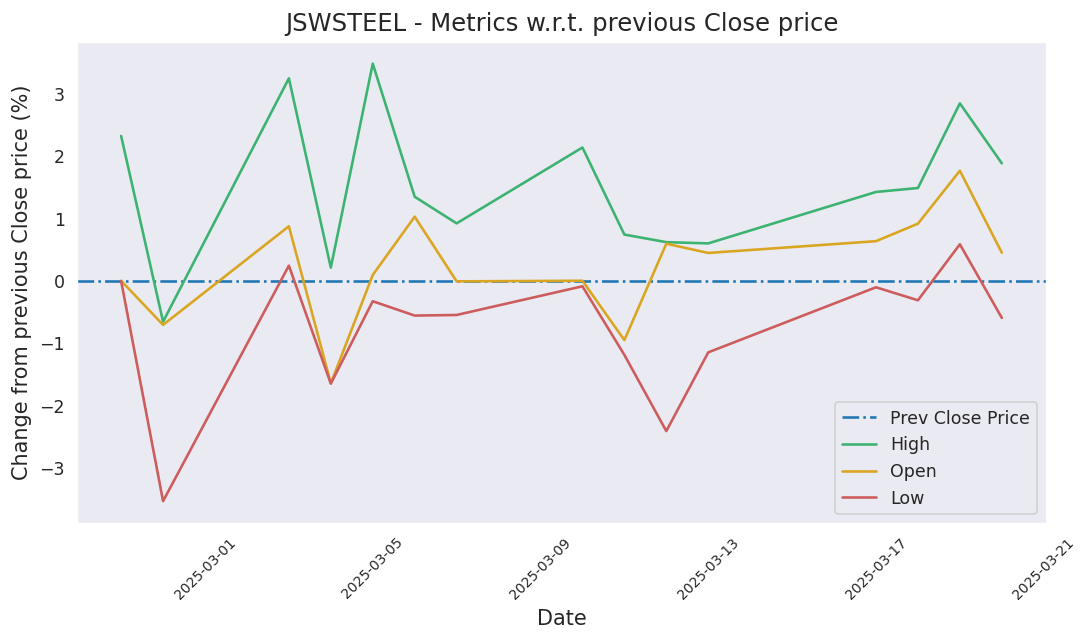 JSWSTEEL - Metrics w.r.t. previous Close price
Change from previous Close price (%)
3
2
1
0
−1
−2
−3
Prev Close Price
High
Open
Low
2025-03-01
2025-03-05
2025-03-09
2025-03-13
2025-03-17
2025-03-21
Date